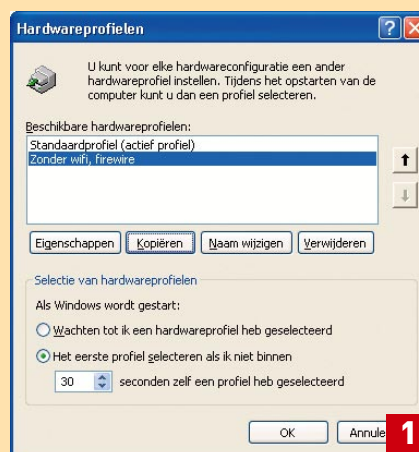 Hardwareprofielen
U kunt voor elke hardwareconfiguratie een ander
hardwareprofiel instellen. Tijdens het opstarten van de
computer kunt u dan een profiel selecteren.
Beschikbare hardwareprofielen:
Standaardprofiel (actief profiel)
Zonder wifi, firewire
Eigenschappen Kopiëren Naam wijzigen Verwijderen
Selectie van hardwareprofielen
Als Windows wordt gestart:
Wachten tot ik een hardwareprofiel heb geselecteerd
Het eerste profiel selecteren als ik niet binnen
30 seconden zelf een profiel heb geselecteerd
OK Annule
1